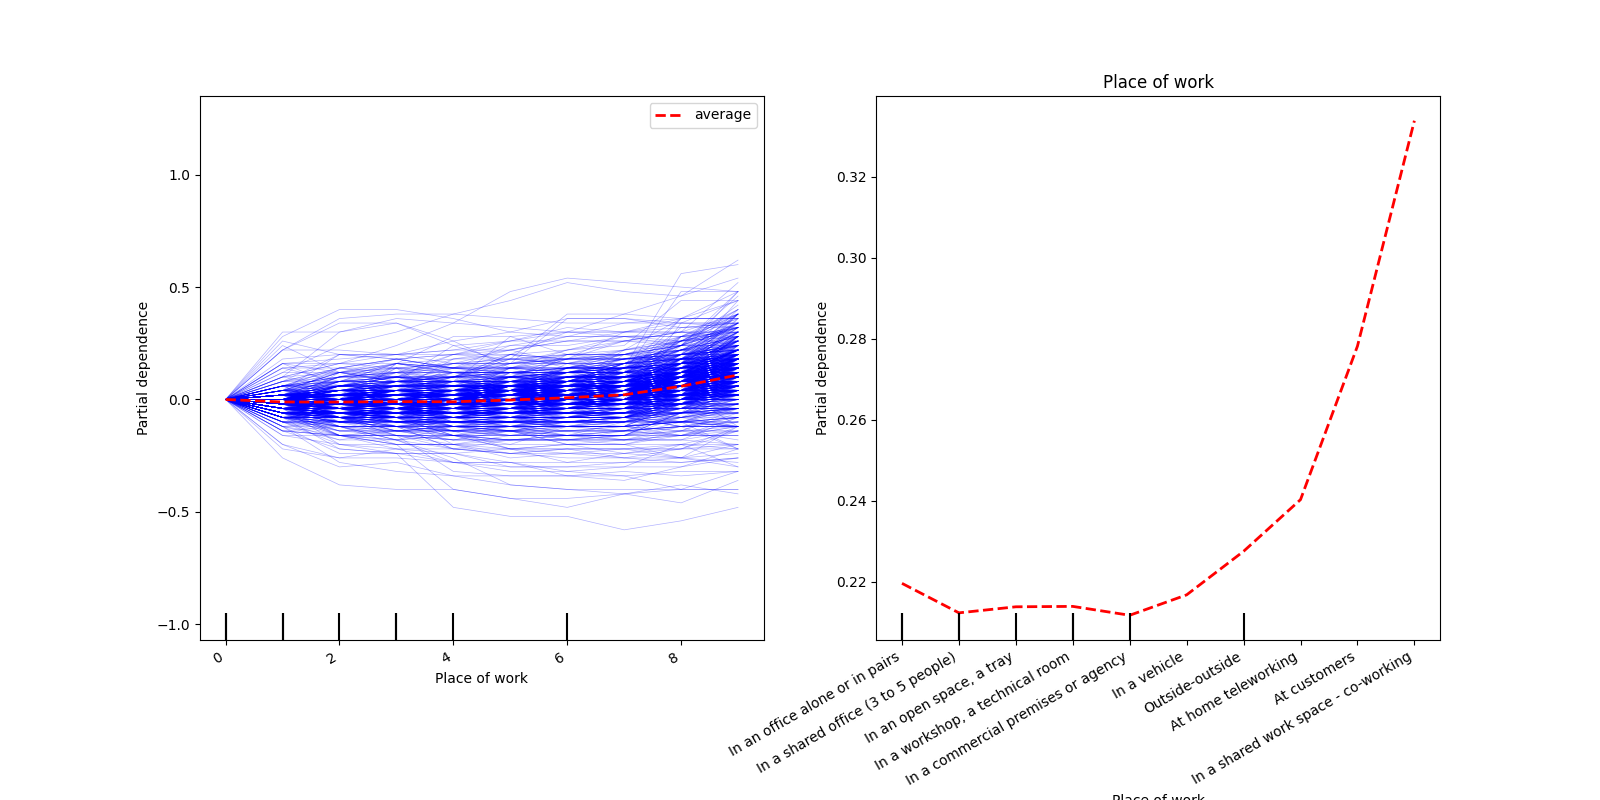 Place of work
average
1.0
0.5
0.0
−0.5
−1.0
Partial dependence
0
2
4
6
8
Place of work
0.32
0.30
0.28
0.26
0.24
0.22
Partial dependence
In an office alone or in pairs
In a shared office (3 to 5 people)
In an open space, a tray
In a workshop, a technical room
In a commercial premises or agency
In a vehicle
Outside-outside
At home teleworking
At customers
In a shared work space - co-working
Place of work